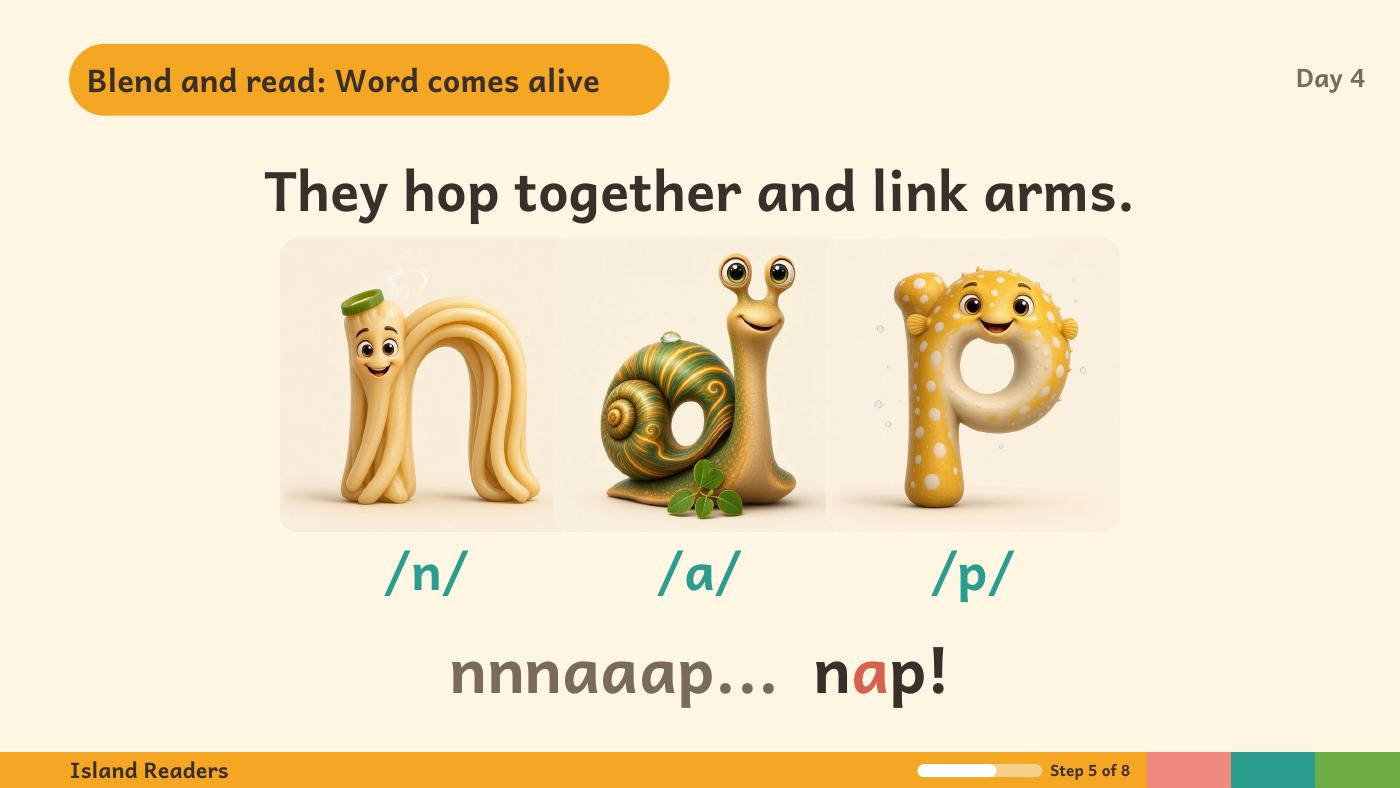 Blend and read: Word comes alive
Day 4
They hop together and link arms.
n a p
/n/ /a/ /p/
nnnaaap... nap!
Island Readers
Step 5 of 8